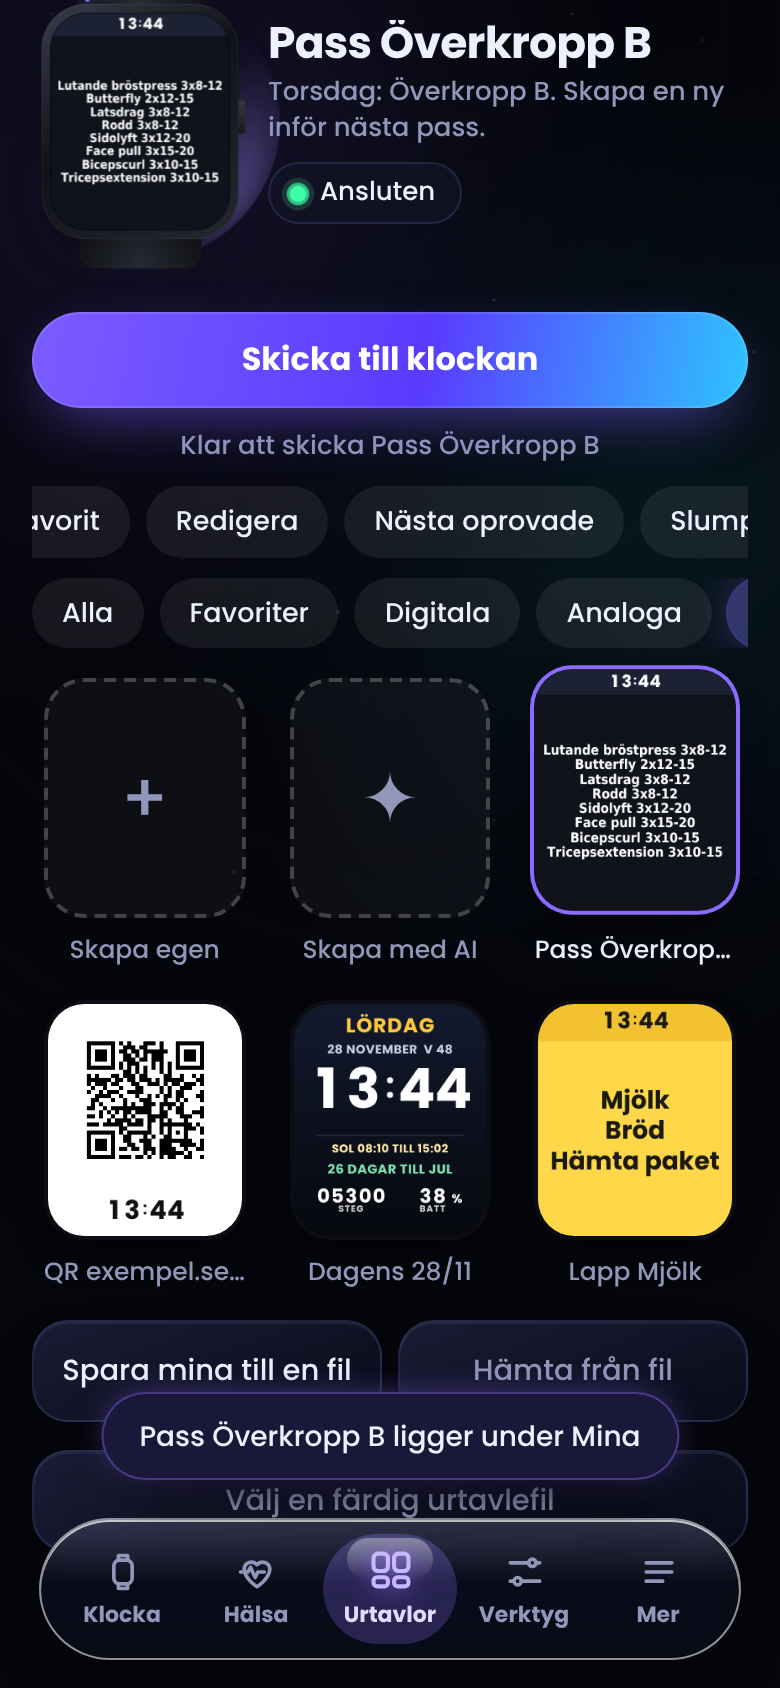 13:44
Lutande bröstpress 3x8-12
Butterfly 2x12-15
Latsdrag 3x8-12
Rodd 3x8-12
Sidolyft 3x12-20
Face pull 3x15-20
Bicepscurl 3x10-15
Tricepsextension 3x10-15
Pass Överkropp B
Torsdag: Överkropp B. Skapa en ny
inför nästa pass.
Ansluten
Skicka till klockan
Klar att skicka Pass Överkropp B
avorit
Redigera
Nästa oprovade
Slump
Alla
Favoriter
Digitala
Analoga
13:44
Lutande bröstpress 3x8-12
Butterfly 2x12-15
Latsdrag 3x8-12
Rodd 3x8-12
Sidolyft 3x12-20
Face pull 3x15-20
Bicepscurl 3x10-15
Tricepsextension 3x10-15
Skapa egen
Skapa med AI
Pass Överkrop...
13:44
QR exempel.se...
LÖRDAG
28 NOVEMBER V 48
13:44
SOL 08:10 TILL 15:02
26 DAGAR TILL JUL
05300
STEG
38 %
BATT
Dagens 28/11
13:44
Mjölk
Bröd
Hämta paket
Lapp Mjölk
Spara mina till en fil
Hämta från fil
Pass Överkropp B ligger under Mina
Välj en färdig urtavlefil
Klocka
Hälsa
Urtavlor
Verktyg
Mer